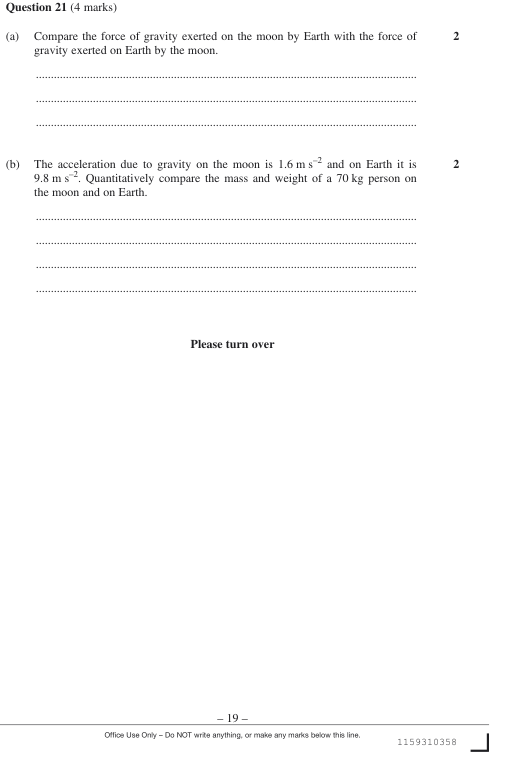 Question 21 (4 marks)
(a) Compare the force of gravity exerted on the moon by Earth with the force of 2
gravity exerted on Earth by the moon.
................................................................................................................................
................................................................................................................................
................................................................................................................................
(b) The acceleration due to gravity on the moon is 1.6 m s⁻² and on Earth it is 2
9.8 m s⁻². Quantitatively compare the mass and weight of a 70 kg person on
the moon and on Earth.
................................................................................................................................
................................................................................................................................
................................................................................................................................
................................................................................................................................
Please turn over
– 19 –
Office Use Only – Do NOT write anything, or make any marks below this line.
1159310358